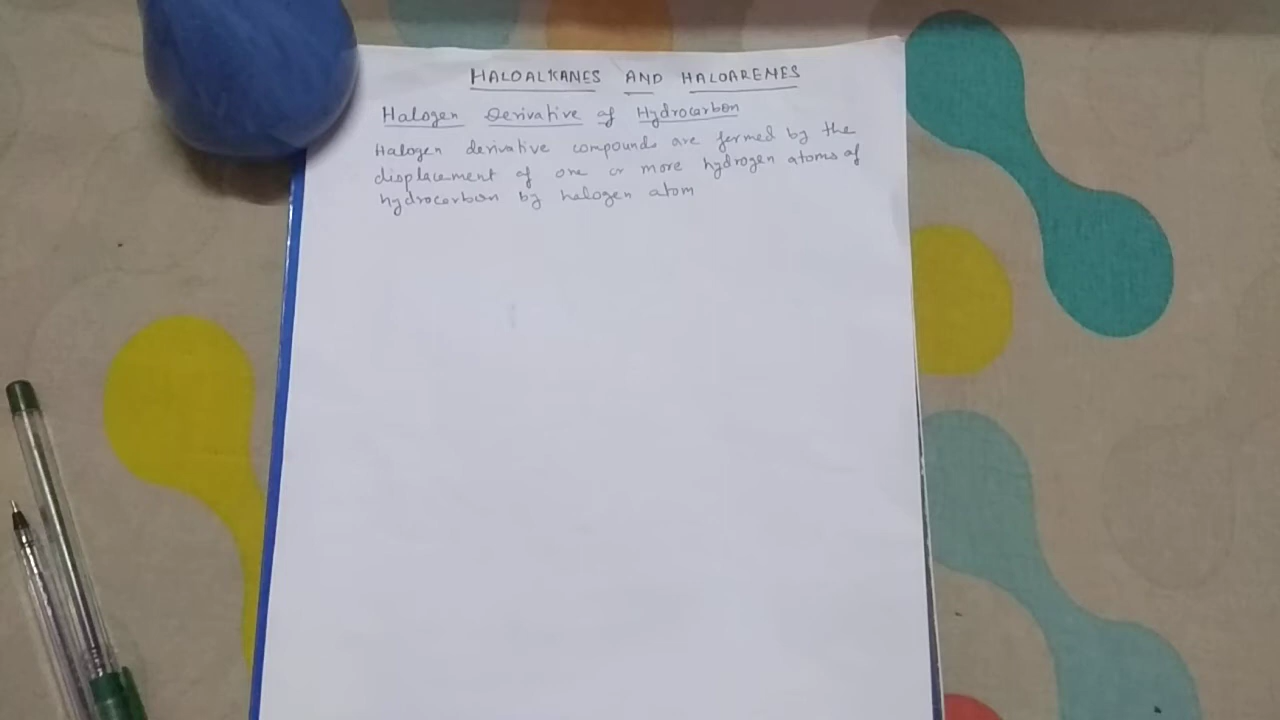 HALOALKANES AND HALOARENES
Halogen Derivative of Hydrocarbon
Halogen derivative compounds are formed by the
displacement of one or more hydrogen atoms of
hydrocarbon by halogen atom